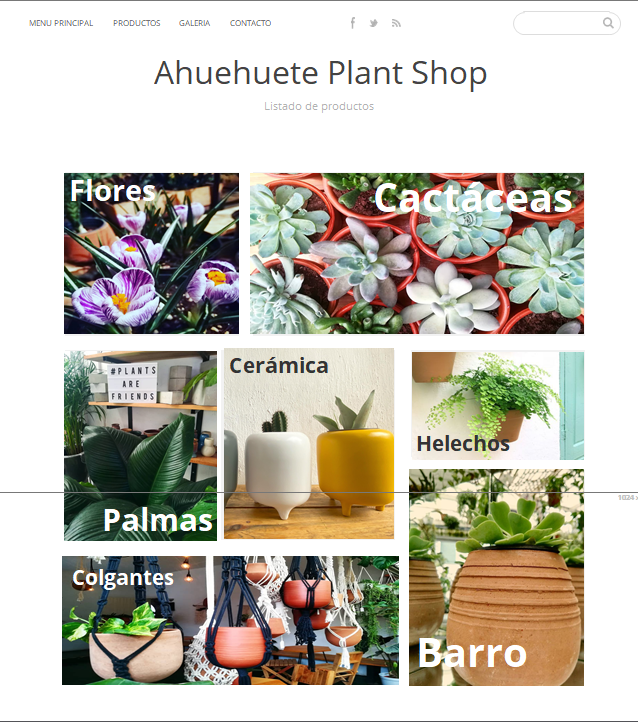 MENU PRINCIPAL PRODUCTOS GALERIA CONTACTO
Ahuehuete Plant Shop
Listado de productos
Flores
Cactáceas
#PLANTS
ARE
FRIENDS
Cerámica
Helechos
Palmas
1024
Colgantes
Barro